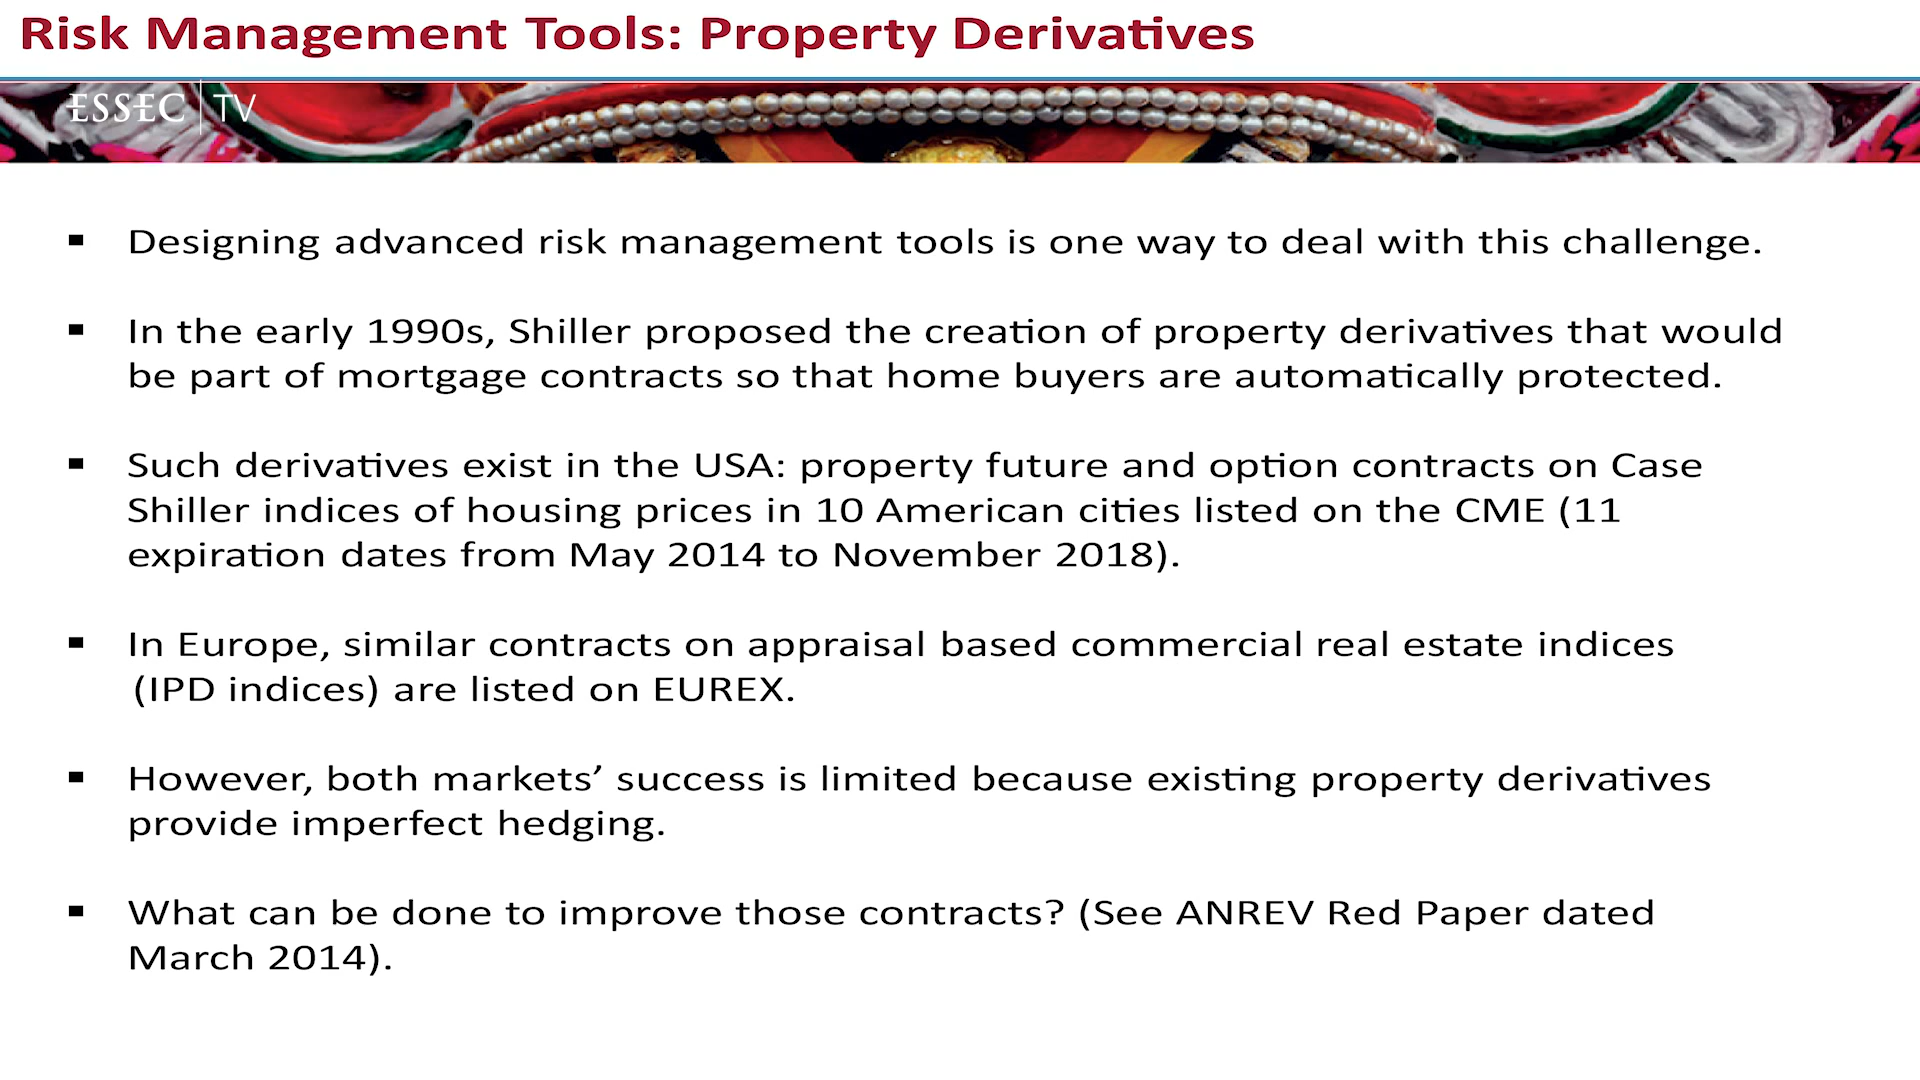 Risk Management Tools: Property Derivatives
ESSEC TV
▪ Designing advanced risk management tools is one way to deal with this challenge.
▪ In the early 1990s, Shiller proposed the creation of property derivatives that would
be part of mortgage contracts so that home buyers are automatically protected.
▪ Such derivatives exist in the USA: property future and option contracts on Case
Shiller indices of housing prices in 10 American cities listed on the CME (11
expiration dates from May 2014 to November 2018).
▪ In Europe, similar contracts on appraisal based commercial real estate indices
(IPD indices) are listed on EUREX.
▪ However, both markets’ success is limited because existing property derivatives
provide imperfect hedging.
▪ What can be done to improve those contracts? (See ANREV Red Paper dated
March 2014).